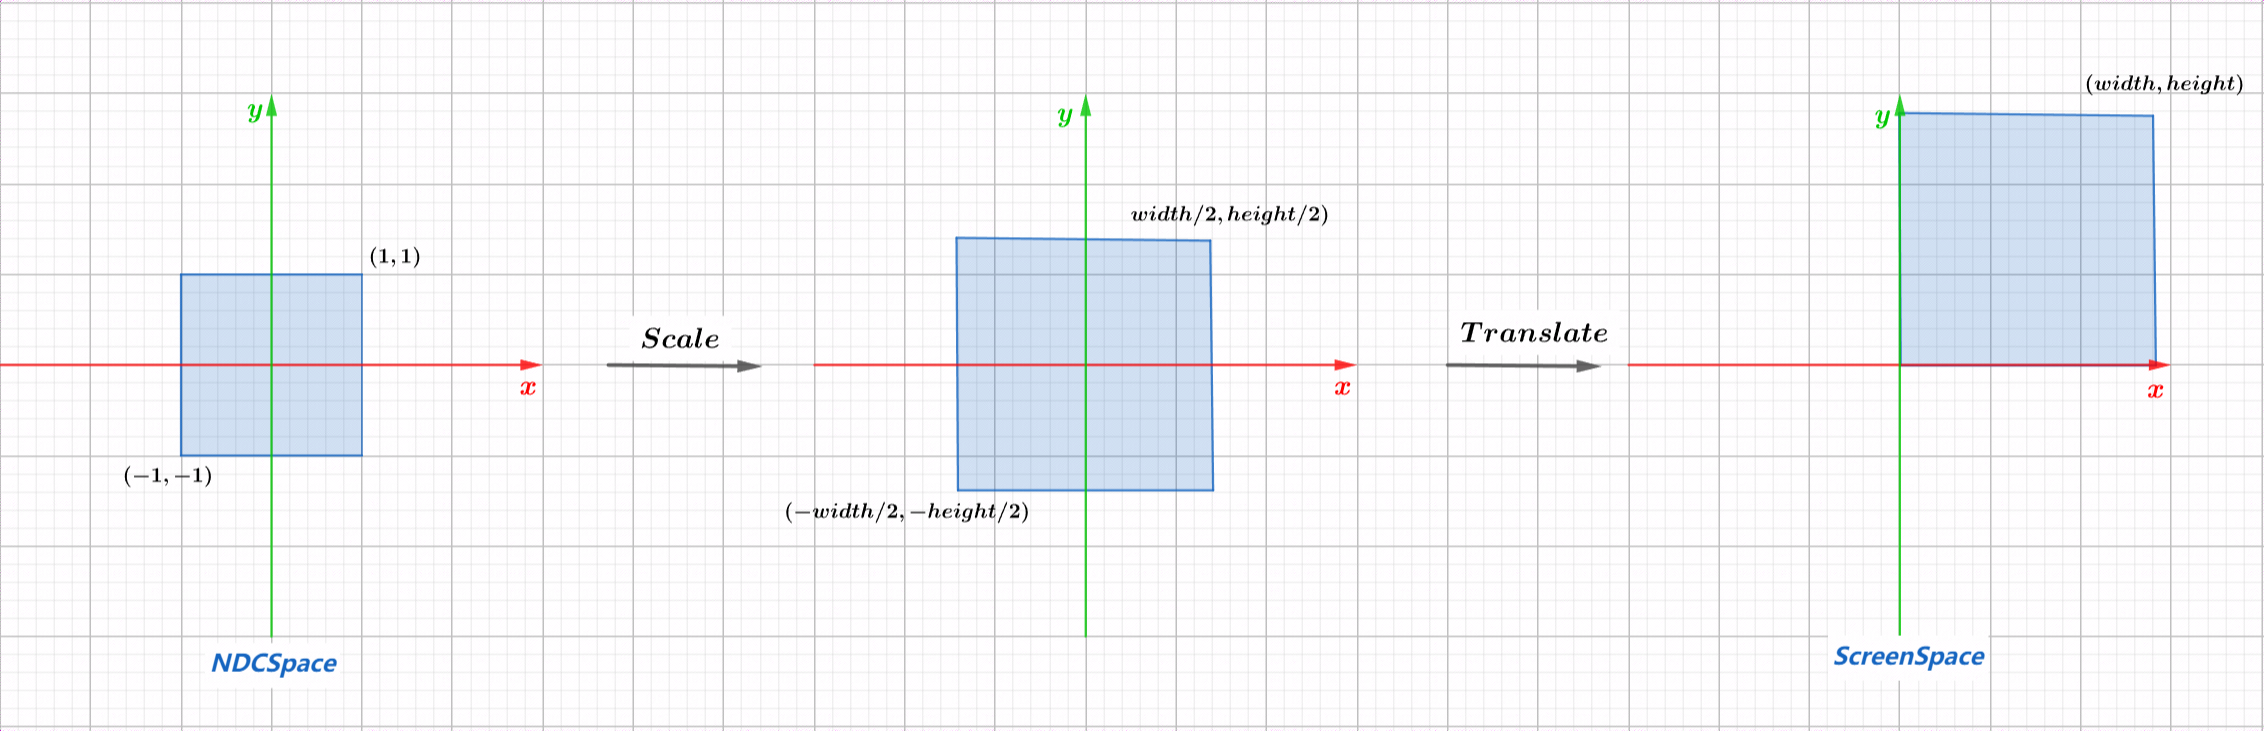 y
(1, 1)
x
(−1, −1)
NDCSpace
Scale
y
width/2, height/2)
x
(−width/2, −height/2)
Translate
(width, height)
y
x
ScreenSpace